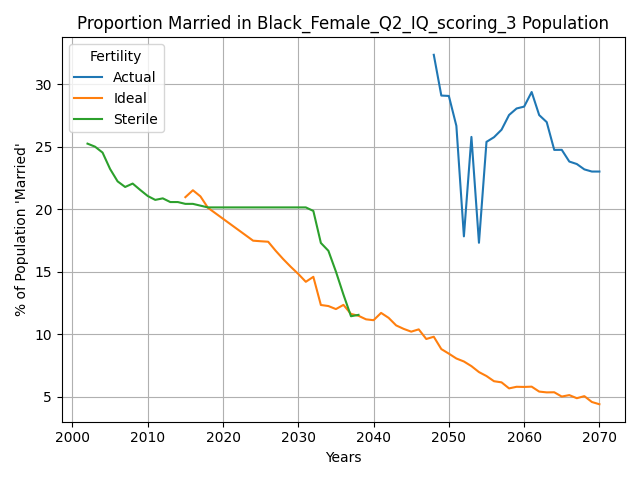 Proportion Married in Black_Female_Q2_IQ_scoring_3 Population
Fertility
Actual
Ideal
Sterile
% of Population 'Married'
30
25
20
15
10
5
2000 2010 2020 2030 2040 2050 2060 2070
Years